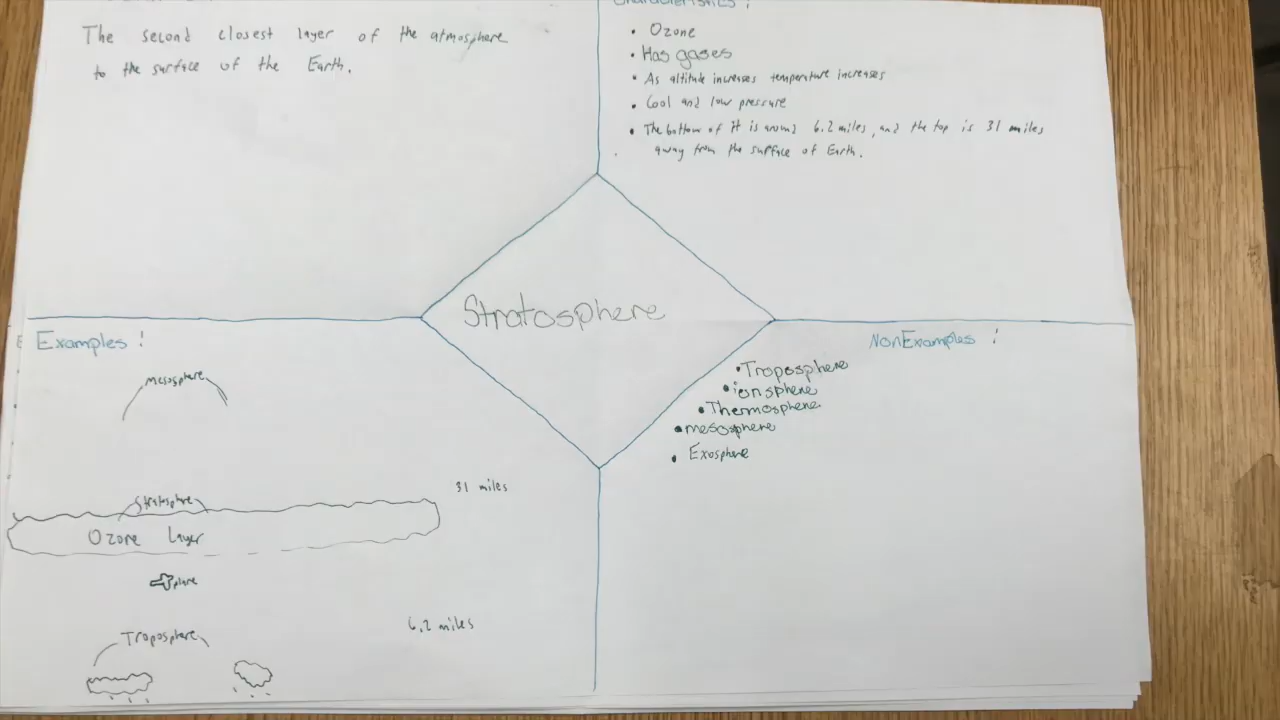 The second closest layer of the atmosphere
to the surface of the Earth.
Characteristics :
• Ozone
• Has gases
• As altitude increases temperature increases
• Cool and low pressure
• The bottom of it is around 6.2 miles, and the top is 31 miles
away from the surface of Earth.
Stratosphere
Examples !
Mesosphere
31 miles
Stratosphere
Ozone Layer
plane
6.2 miles
Troposphere
NonExamples !
• Troposphere
• ionsphere
• Thermosphere
• mesosphere
• Exosphere